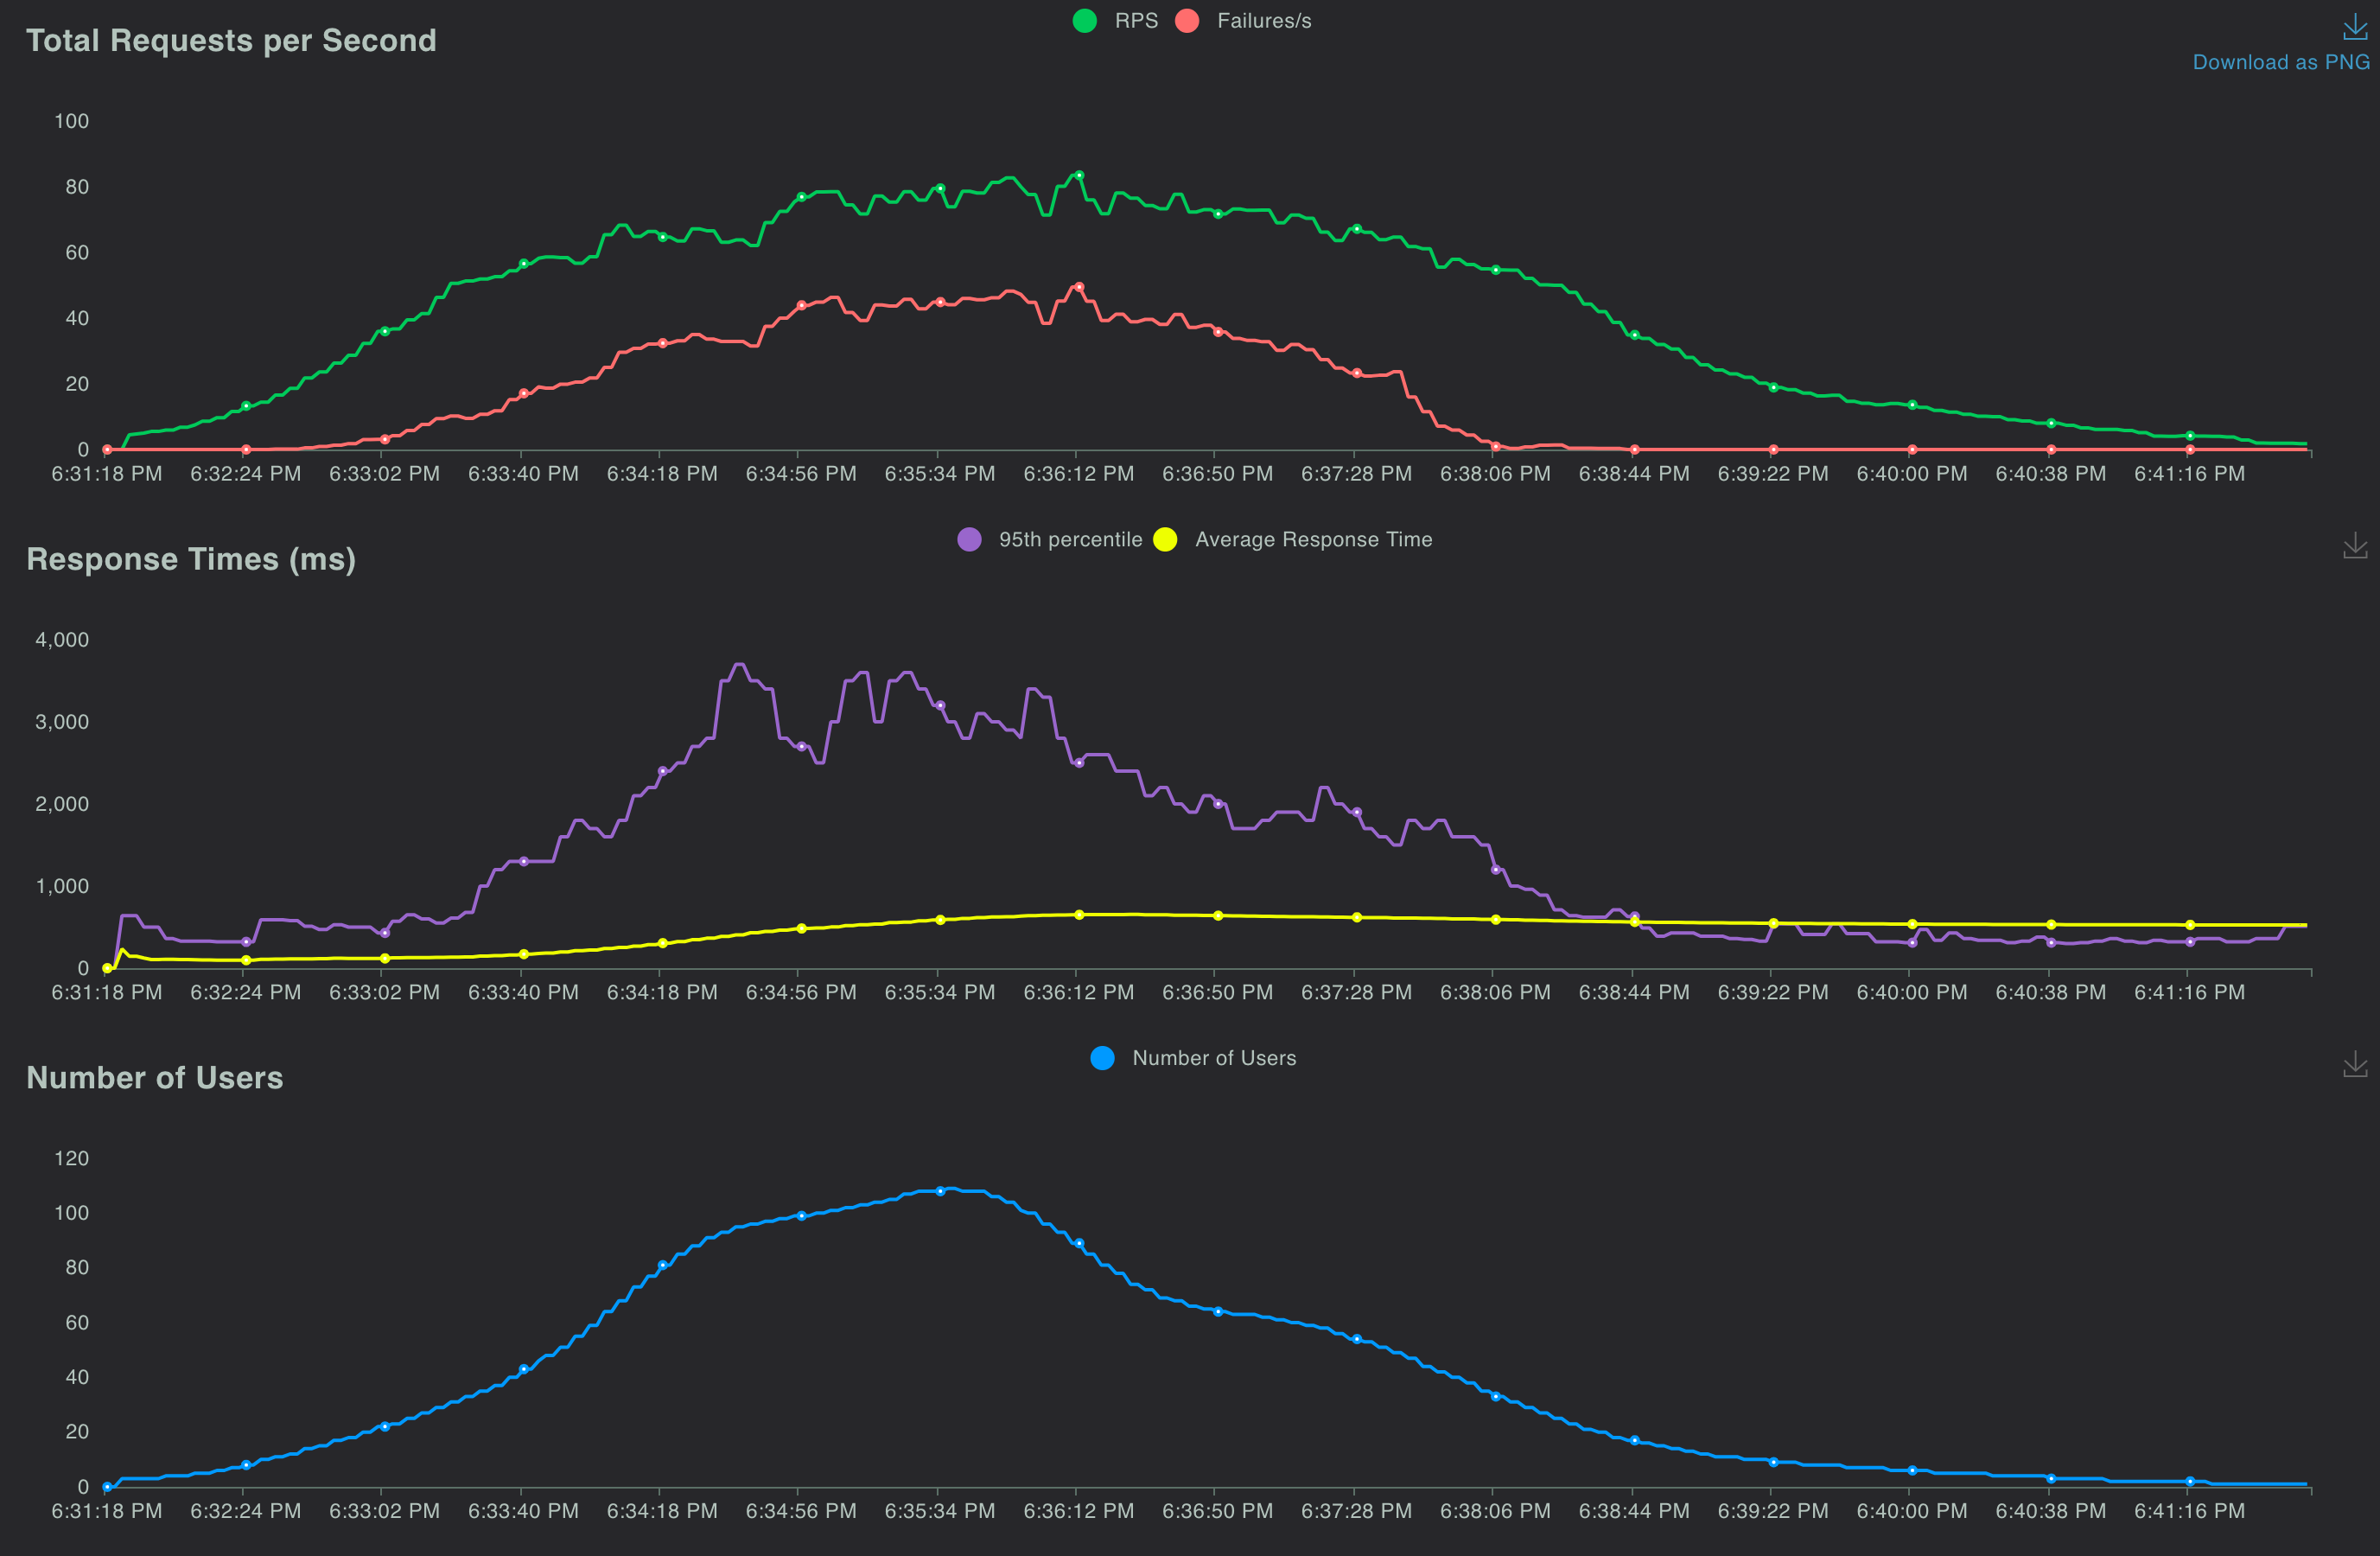 RPS Failures/s
Total Requests per Second
Download as PNG
100
80
60
40
20
0
6:31:18 PM 6:32:24 PM 6:33:02 PM 6:33:40 PM 6:34:18 PM 6:34:56 PM 6:35:34 PM 6:36:12 PM 6:36:50 PM 6:37:28 PM 6:38:06 PM 6:38:44 PM 6:39:22 PM 6:40:00 PM 6:40:38 PM 6:41:16 PM
95th percentile Average Response Time
Response Times (ms)
4,000
3,000
2,000
1,000
0
6:31:18 PM 6:32:24 PM 6:33:02 PM 6:33:40 PM 6:34:18 PM 6:34:56 PM 6:35:34 PM 6:36:12 PM 6:36:50 PM 6:37:28 PM 6:38:06 PM 6:38:44 PM 6:39:22 PM 6:40:00 PM 6:40:38 PM 6:41:16 PM
Number of Users
Number of Users
120
100
80
60
40
20
0
6:31:18 PM 6:32:24 PM 6:33:02 PM 6:33:40 PM 6:34:18 PM 6:34:56 PM 6:35:34 PM 6:36:12 PM 6:36:50 PM 6:37:28 PM 6:38:06 PM 6:38:44 PM 6:39:22 PM 6:40:00 PM 6:40:38 PM 6:41:16 PM